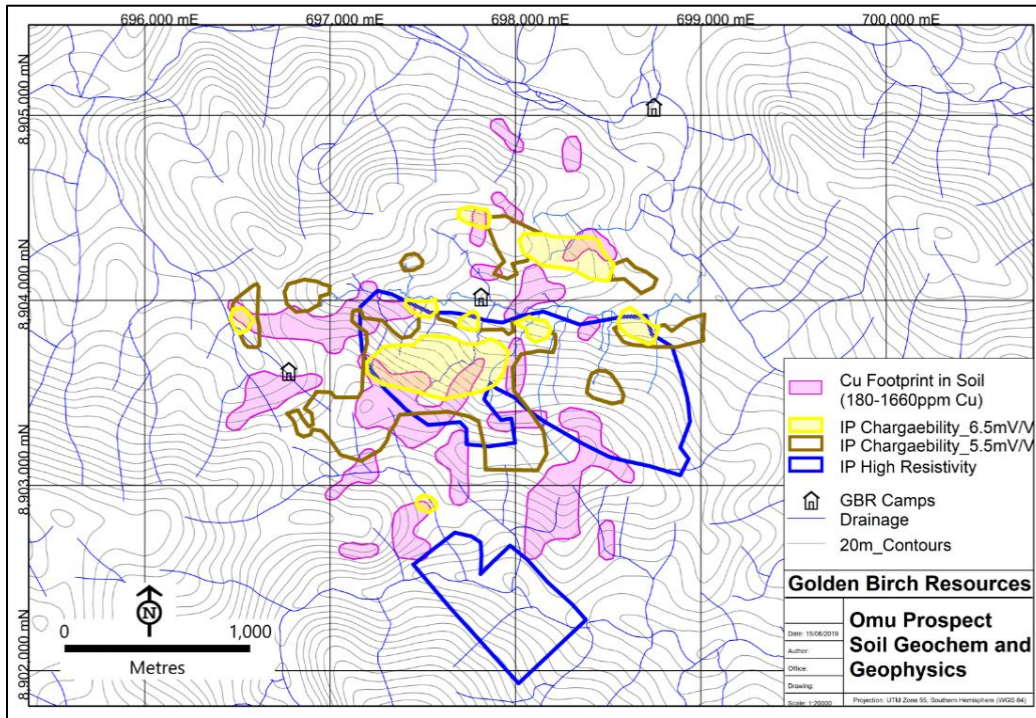 696,000 mE
697,000 mE
698,000 mE
699,000 mE
700,000 mE
8,905,000 mN
8,904,000 mN
8,903,000 mN
8,902,000 mN
Cu Footprint in Soil
(180-1660ppm Cu)
IP Chargaebility_6.5mV/V
IP Chargaebility_5.5mV/V
IP High Resistivity
GBR Camps
Drainage
20m_Contours
Golden Birch Resources
Date: 15/06/2019
Author:
Office:
Drawing:
Scale: 1:20000
Omu Prospect
Soil Geochem and
Geophysics
Projection: UTM Zone 55, Southern Hemisphere (WGS 84)
N
0 1,000
Metres